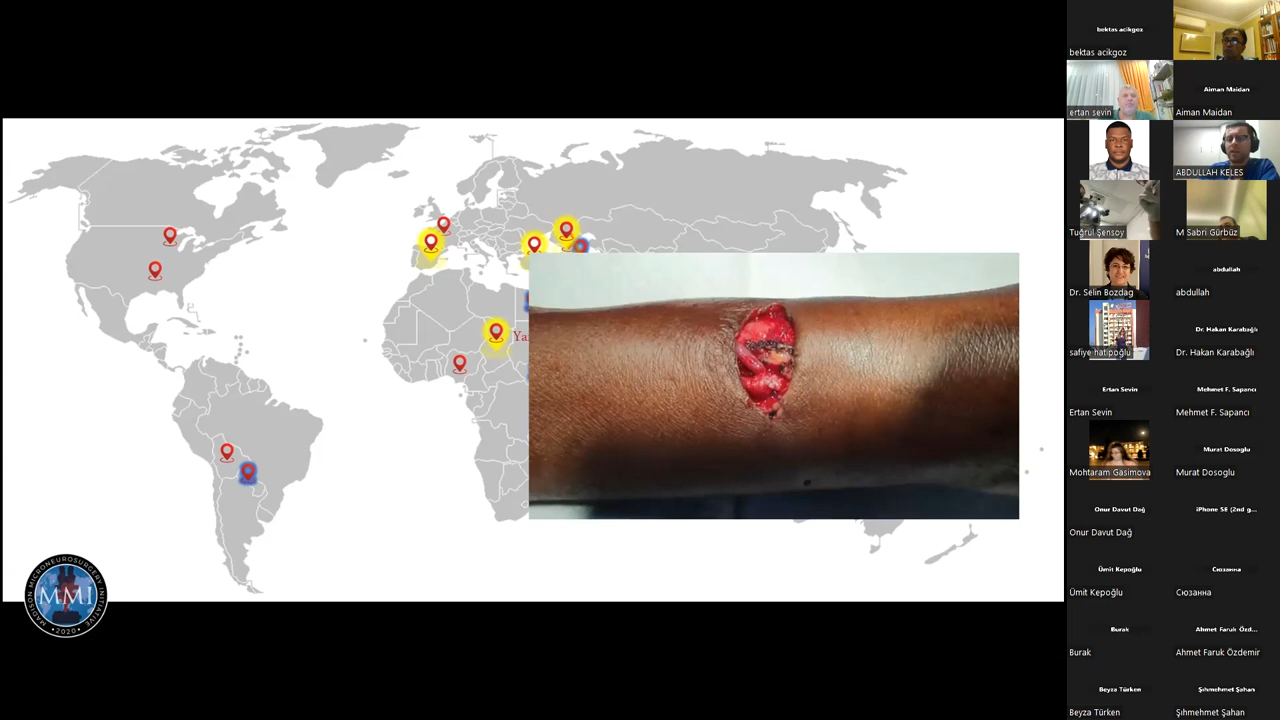 Ya
MADISON MICRONEUROSURGERY INITIATIVE
MMI
•2020•
bektas acikgoz
bektas acikgoz
ertan sevin
Aiman Maidan
Aiman Maidan
ABDULLAH KELES
Tuğrul Şensoy
M Sabri Gürbüz
Dr. Selin Bozdag
abdullah
abdullah
safiye hatipoğlu
Dr. Hakan Karabağlı
Dr. Hakan Karabağlı
Ertan Sevin
Ertan Sevin
Mehmet F. Sapancı
Mehmet F. Sapancı
Mohtaram Gasimova
Murat Dosoglu
Murat Dosoglu
Onur Davut Dağ
Onur Davut Dağ
iPhone SE (2nd g...
Ümit Kepoğlu
Ümit Kepoğlu
Сюзанна
Сюзанна
Burak
Burak
Ahmet Faruk Özd...
Ahmet Faruk Özdemir
Beyza Türken
Beyza Türken
Şıhmehmet Şahan
Şıhmehmet Şahan